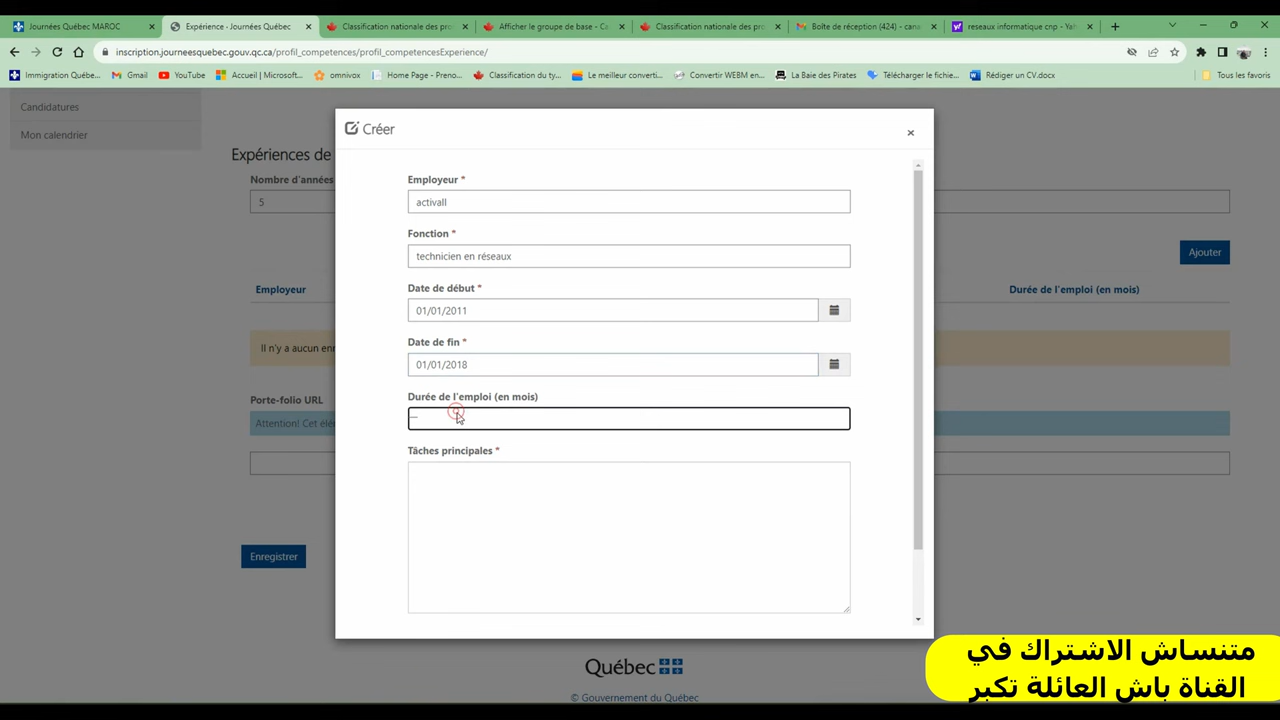 Journées Québec MAROC
Expérience - Journées Québec
Classification nationale des pro
Afficher le groupe de base - Ca
Classification nationale des pro
Boîte de réception (424) - cana
reseaux informatique cnp - Yah
inscription.journeesquebec.gouv.qc.ca/profil_competences/profil_competencesExperience/
Immigration Québe...
Gmail
YouTube
Accueil | Microsoft...
omnivox
Home Page - Preno...
Classification du ty...
Le meilleur converti...
Convertir WEBM en...
La Baie des Pirates
Télécharger le fichie...
Rédiger un CV.docx
Tous les favoris
Candidatures
Mon calendrier
Expériences de
Nombre d'années
5
Ajouter
Employeur
Durée de l'emploi (en mois)
Il n'y a aucun enr
Porte-folio URL
Attention! Cet élé
Enregistrer
Créer
×
Employeur *
activall
Fonction *
technicien en réseaux
Date de début *
01/01/2011
Date de fin *
01/01/2018
Durée de l'emploi (en mois)
Tâches principales *
Québec
© Gouvernement du Québec
متنساش الاشتراك في
القناة باش العائلة تكبر